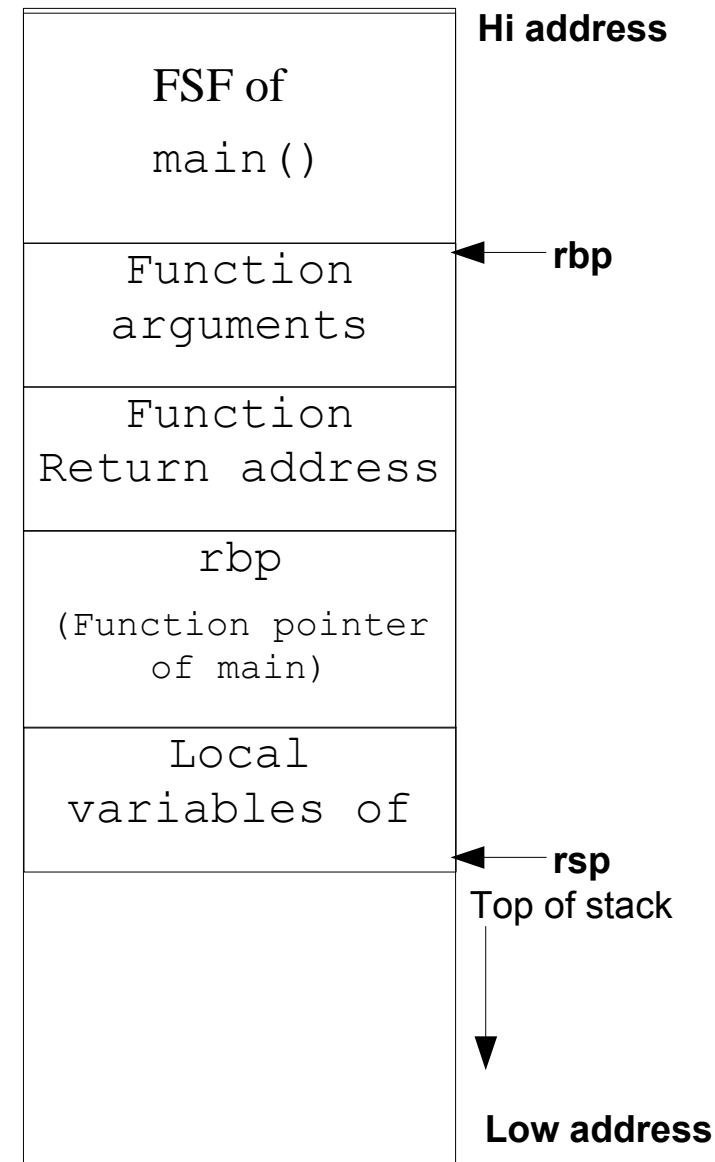 Hi address
FSF of
main()
rbp
Function
arguments
Function
Return address
rbp
(Function pointer
of main)
Local
variables of
rsp
Top of stack
Low address